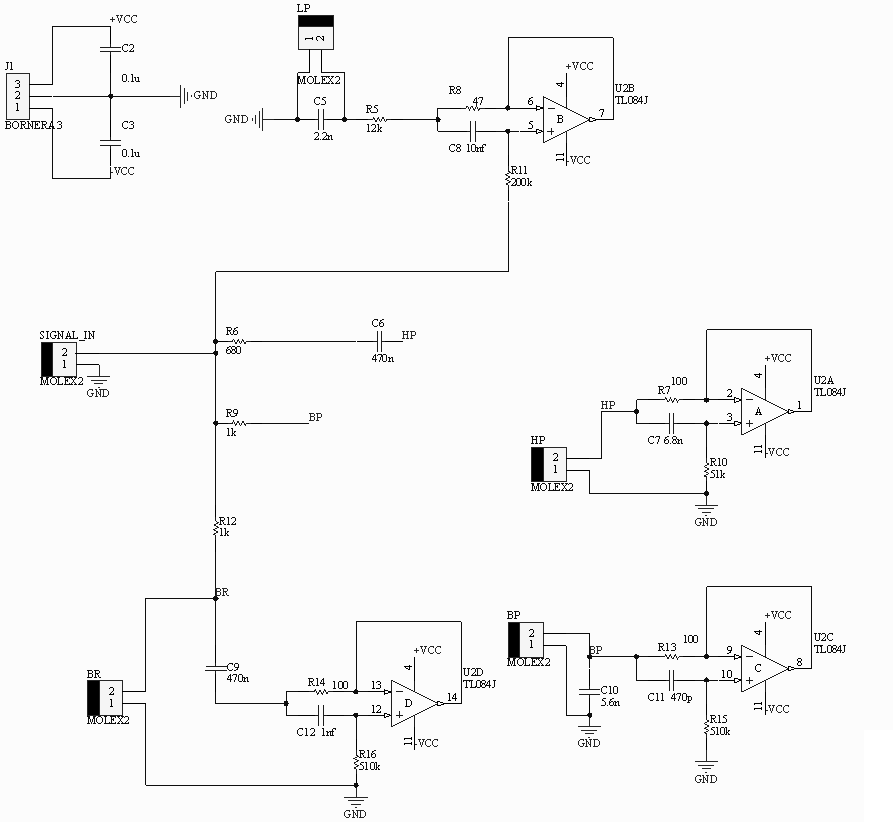 +VCC
C2
0.1u
J1
3
2
1
BORNERA3
GND
C3
0.1u
-VCC
LP
1
2
MOLEX2
GND
C5
2.2n
R5
12k
R8
47
C8 10nf
6
5
B
4
+VCC
7
11
-VCC
U2B
TL084J
R11
200k
SIGNAL_IN
2
1
MOLEX2
GND
R6
680
C6
470n
HP
R9
1k
BP
R12
1k
BR
C9
470n
BR
2
1
MOLEX2
R14 100
C12 1nf
13
12
D
4
+VCC
14
11
-VCC
U2D
TL084J
R16
510k
GND
HP
2
1
MOLEX2
HP
R7 100
C7 6.8n
2
3
A
4
+VCC
1
11
-VCC
U2A
TL084J
R10
51k
GND
BP
2
1
MOLEX2
BP
C10
5.6n
GND
R13 100
C11 470p
9
10
C
4
+VCC
8
11
-VCC
U2C
TL084J
R15
510k
GND